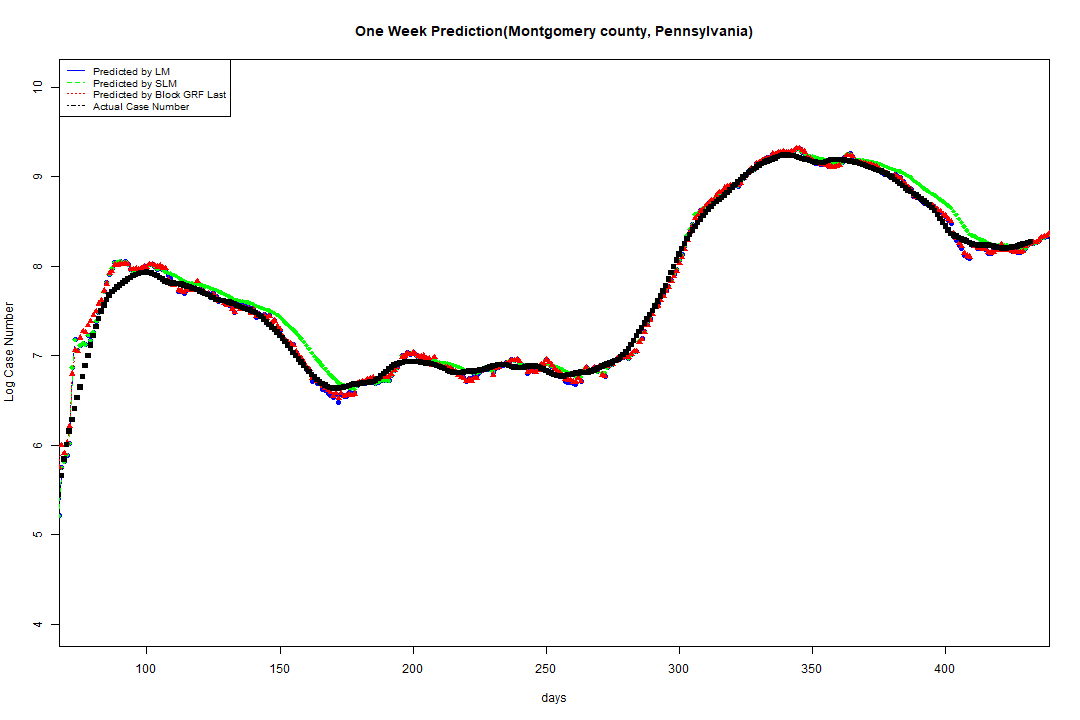 One Week Prediction(Montgomery county, Pennsylvania)
Predicted by LM
Predicted by SLM
Predicted by Block GRF Last
Actual Case Number
10
9
8
7
6
5
4
Log Case Number
100 150 200 250 300 350 400
days